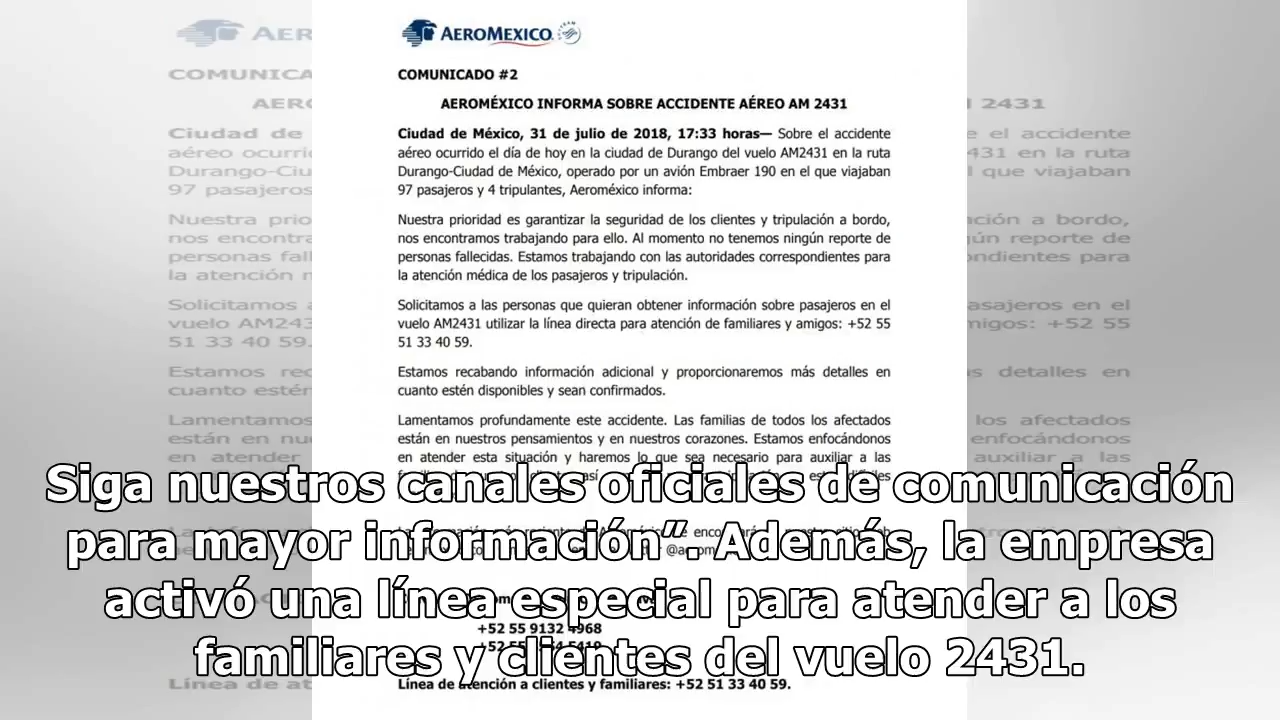 AEROMEXICO
COMUNICADO #2
AEROMÉXICO INFORMA SOBRE ACCIDENTE AÉREO AM 2431
Ciudad de México, 31 de julio de 2018, 17:33 horas— Sobre el accidente
aéreo ocurrido el día de hoy en la ciudad de Durango del vuelo AM2431 en la ruta
Durango-Ciudad de México, operado por un avión Embraer 190 en el que viajaban
97 pasajeros y 4 tripulantes, Aeroméxico informa:
Nuestra prioridad es garantizar la seguridad de los clientes y tripulación a bordo,
nos encontramos trabajando para ello. Al momento no tenemos ningún reporte de
personas fallecidas. Estamos trabajando con las autoridades correspondientes para
la atención médica de los pasajeros y tripulación.
Solicitamos a las personas que quieran obtener información sobre pasajeros en el
vuelo AM2431 utilizar la línea directa para atención de familiares y amigos: +52 55
51 33 40 59.
Estamos recabando información adicional y proporcionaremos más detalles en
cuanto estén disponibles y sean confirmados.
Lamentamos profundamente este accidente. Las familias de todos los afectados
están en nuestros pensamientos y en nuestros corazones. Estamos enfocándonos
en atender esta situación y haremos lo que sea necesario para auxiliar a las
Siga nuestros canales oficiales de comunicación
para mayor información”. Además, la empresa
activó una línea especial para atender a los
familiares y clientes del vuelo 2431.
+52 55 9132 4968
Línea de atención a clientes y familiares: +52 51 33 40 59.